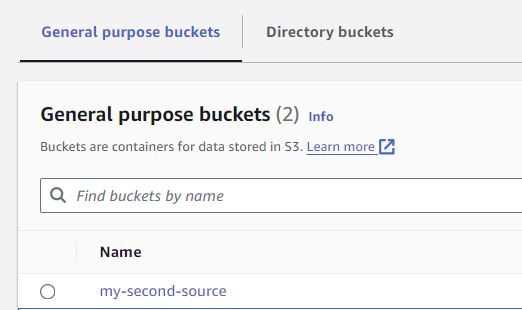 General purpose buckets
Directory buckets
General purpose buckets (2) Info
Buckets are containers for data stored in S3. Learn more
Find buckets by name
Name
my-second-source